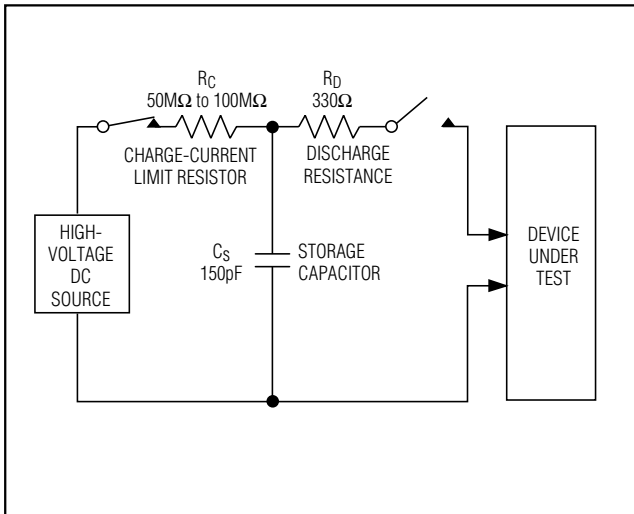 RC
50MΩ to 100MΩ
CHARGE-CURRENT
LIMIT RESISTOR
RD
330Ω
DISCHARGE
RESISTANCE
HIGH-
VOLTAGE
DC
SOURCE
CS
150pF
STORAGE
CAPACITOR
DEVICE
UNDER
TEST